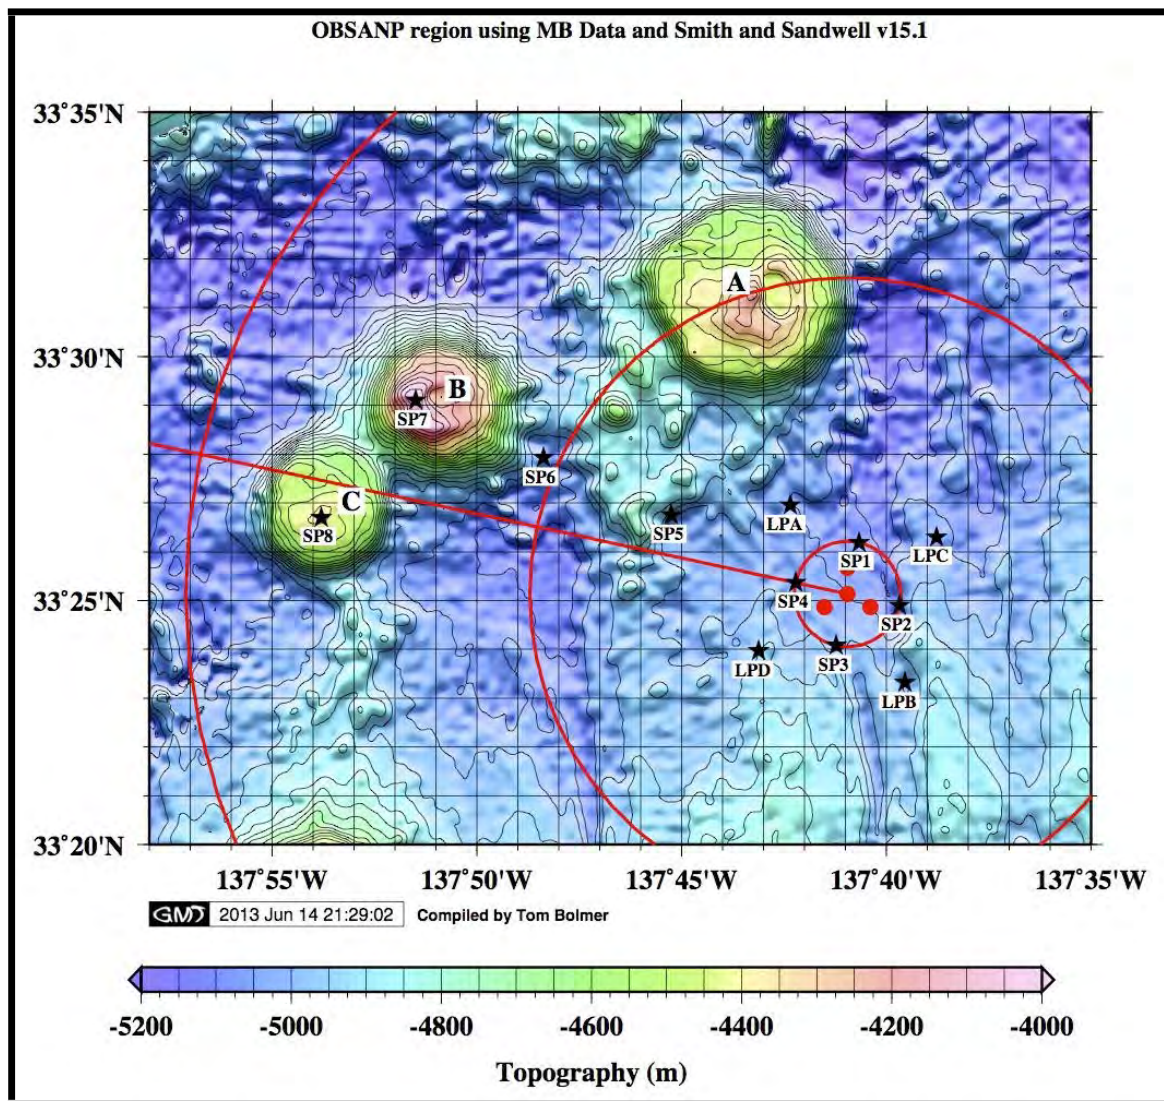 OBSANP region using MB Data and Smith and Sandwell v15.1
33˚35'N
A
33˚30'N
B
SP7
SP6
C
SP8
SP5
LPA
LPC
SP1
33˚25'N
SP4
SP2
SP3
LPD
LPB
33˚20'N
137˚55'W 137˚50'W 137˚45'W 137˚40'W 137˚35'W
GMT 2013 Jun 14 21:29:02 Compiled by Tom Bolmer
-5200 -5000 -4800 -4600 -4400 -4200 -4000
Topography (m)